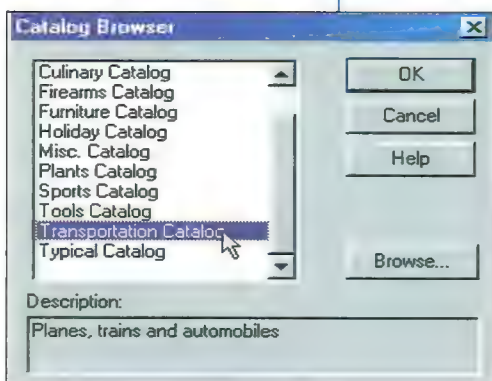 Catalog Browser
Culinary Catalog
Firearms Catalog
Furniture Catalog
Holiday Catalog
Misc. Catalog
Plants Catalog
Sports Catalog
Tools Catalog
Transportation Catalog
Typical Catalog
OK
Cancel
Help
Browse...
Description:
Planes, trains and automobiles